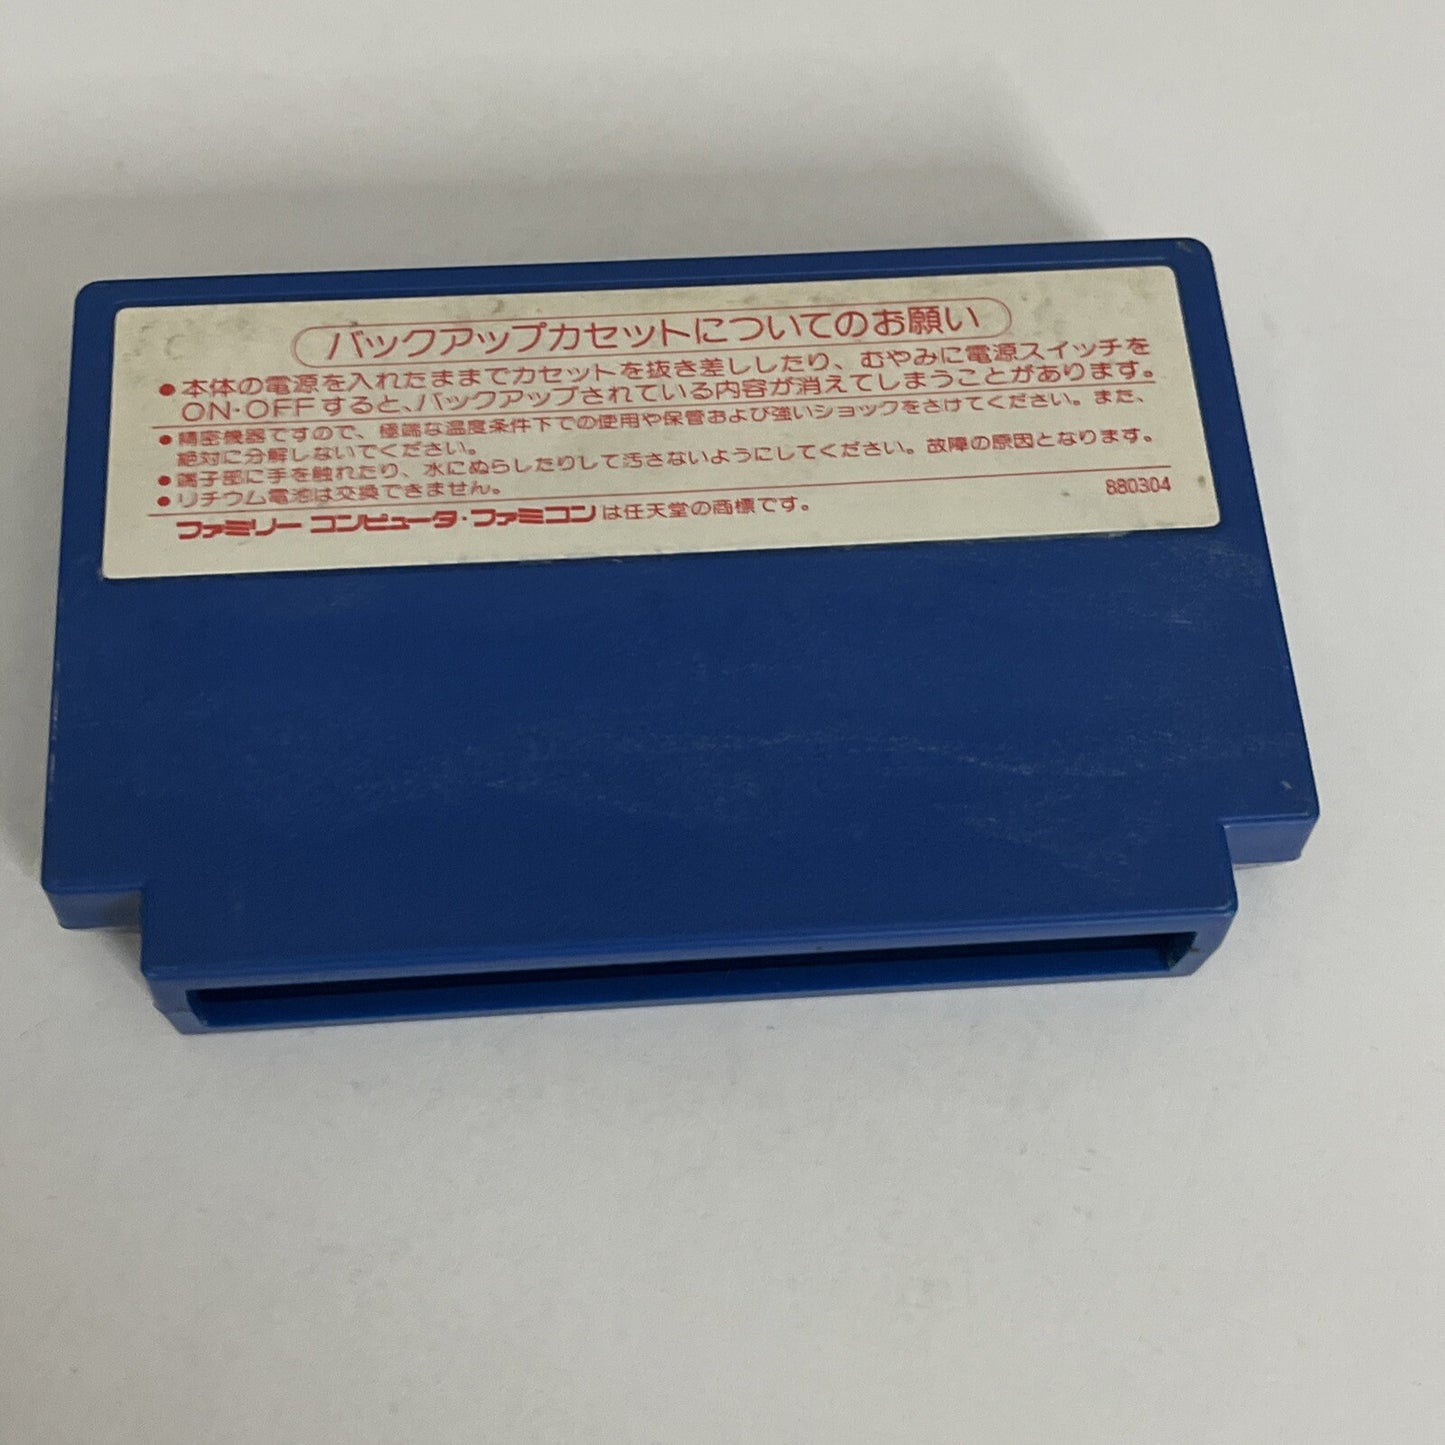 バックアップカセットについてのお願い
●本体の電源を入れたままでカセットを抜き差ししたり、むやみに電源スイッチを
ON·OFFすると、バックアップされている内容が消えてしまうことがあります。
●精密機器ですので、極端な温度条件下での使用や保管および強いショックをさけてください。また、
絶対に分解しないでください。
●端子部に手を触れたり、水にぬらしたりして汚さないようにしてください。故障の原因となります。
●リチウム電池は交換できません。
880304
ファミリー コンピュータ·ファミコンは任天堂の商標です。